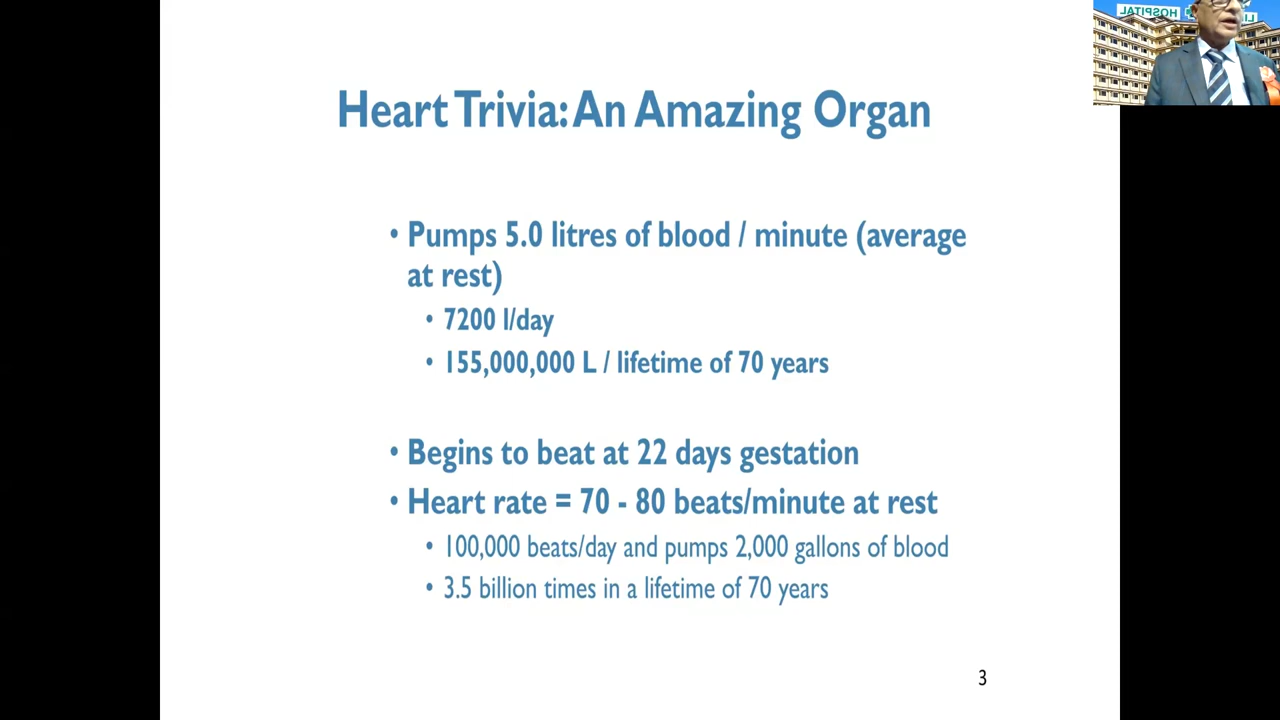 HOSPITAL
LI
Heart Trivia: An Amazing Organ
• Pumps 5.0 litres of blood / minute (average
at rest)
• 7200 l/day
• 155,000,000 L / lifetime of 70 years
• Begins to beat at 22 days gestation
• Heart rate = 70 - 80 beats/minute at rest
• 100,000 beats/day and pumps 2,000 gallons of blood
• 3.5 billion times in a lifetime of 70 years
3